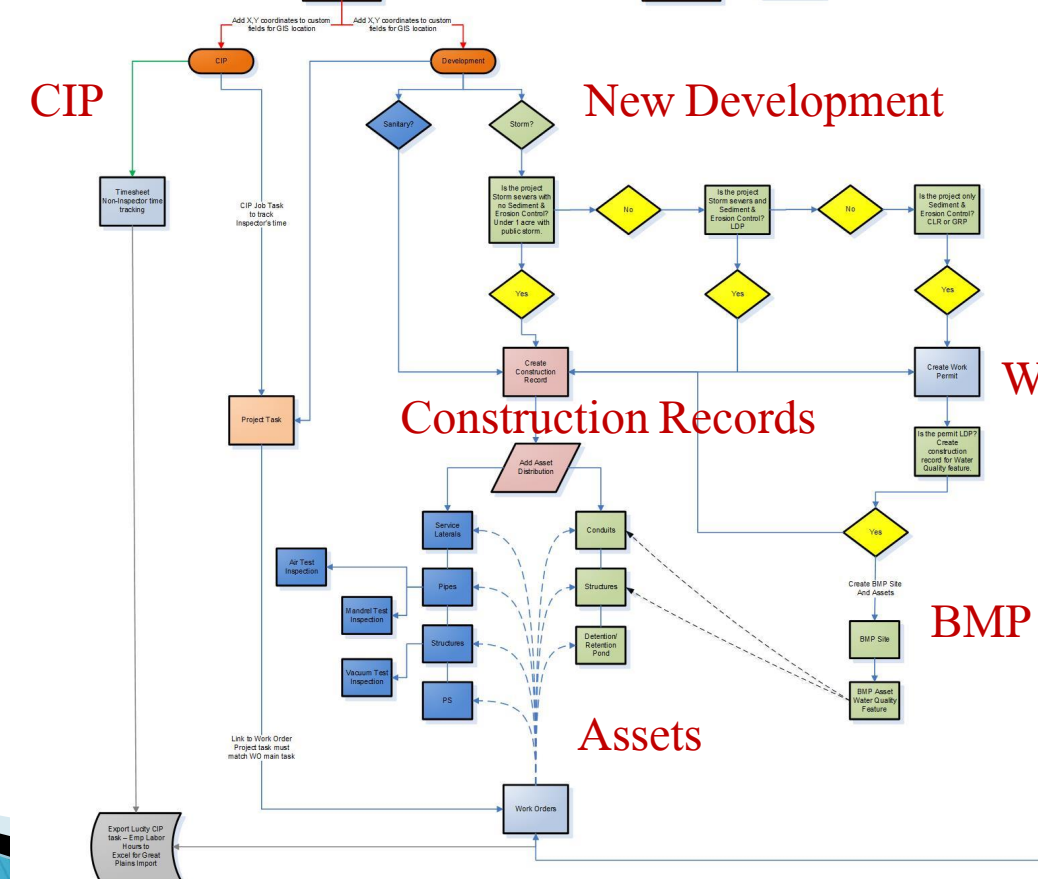 Add X,Y coordinates to custom
fields for GIS location
Add X,Y coordinates to custom
fields for GIS location
CIP
Development
CIP
New Development
Sanitary?
Storm?
Timesheet
Non-Inspector time
tracking
CIP Job Task
to track
Inspector's time
Is the project
Storm sewers with
no Sediment &
Erosion Control?
Under 1 acre with
public storm.
No
Is the project
Storm sewers and
Sediment &
Erosion Control?
LDP
No
Is the project only
Sediment &
Erosion Control?
CLR or GRP
Yes
Yes
Yes
Create
Construction
Record
Create Work
Permit
W
Project Task
Construction Records
Is the permit LDP?
Create
construction
record for Water
Quality feature.
Add Asset
Distribution
Service
Laterals
Conduits
Yes
Air Test
Inspection
Pipes
Structures
Create BMP Site
And Assets
Mandrel Test
Inspection
Structures
Detention/
Retention
Pond
BMP Site
BMP
Vacuum Test
Inspection
PS
BMP Asset
Water Quality
Feature
Assets
Link to Work Order
Project task must
match WO main task
Work Orders
Export Lucity CIP
task – Emp Labor
Hours to
Excel for Great
Plains Import